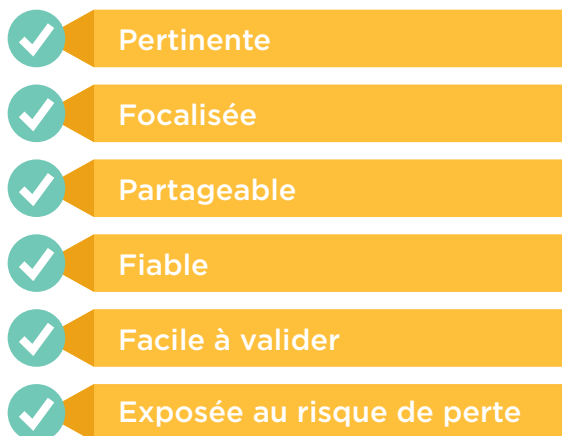 Pertinente
Focalisée
Partageable
Fiable
Facile à valider
Exposée au risque de perte